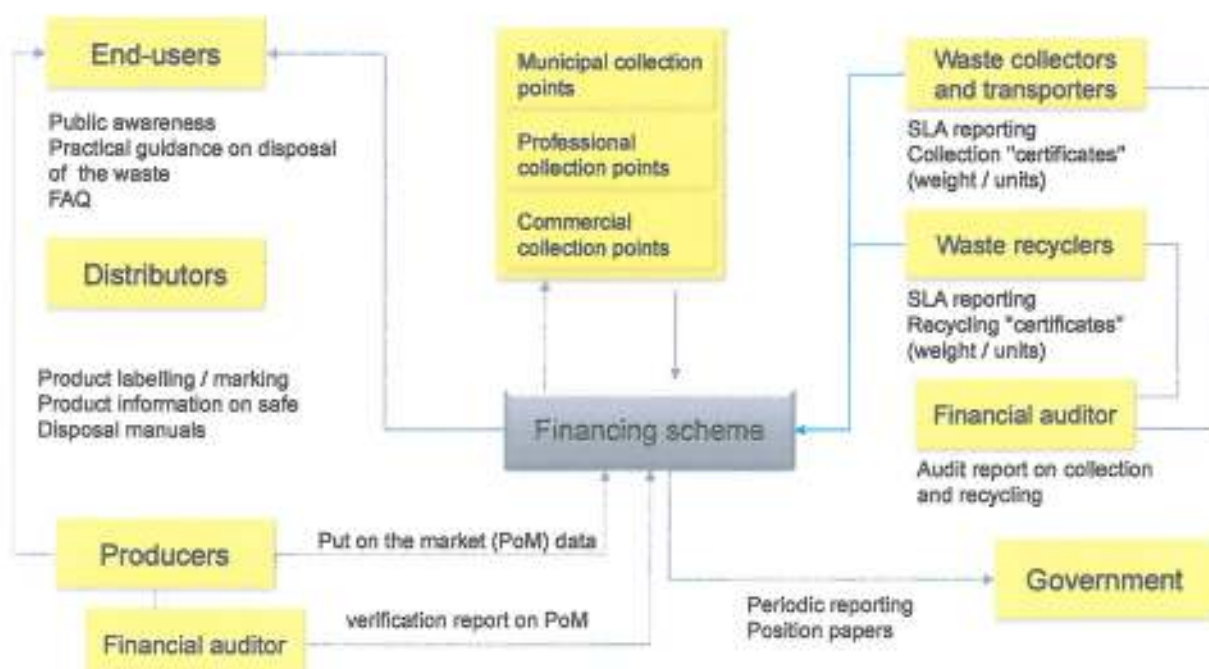 End-users
Public awareness
Practical guidance on disposal
of the waste
FAQ
Distributors
Product labelling / marking
Product information on safe
Disposal manuals
Producers
Financial auditor
Put on the market (PoM) data
verification report on PoM
Municipal collection
points
Professional
collection points
Commercial
collection points
Financing scheme
Waste collectors
and transporters
SLA reporting
Collection "certificates"
(weight / units)
Waste recyclers
SLA reporting
Recycling "certificates"
(weight / units)
Financial auditor
Audit report on collection
and recycling
Government
Periodic reporting
Position papers